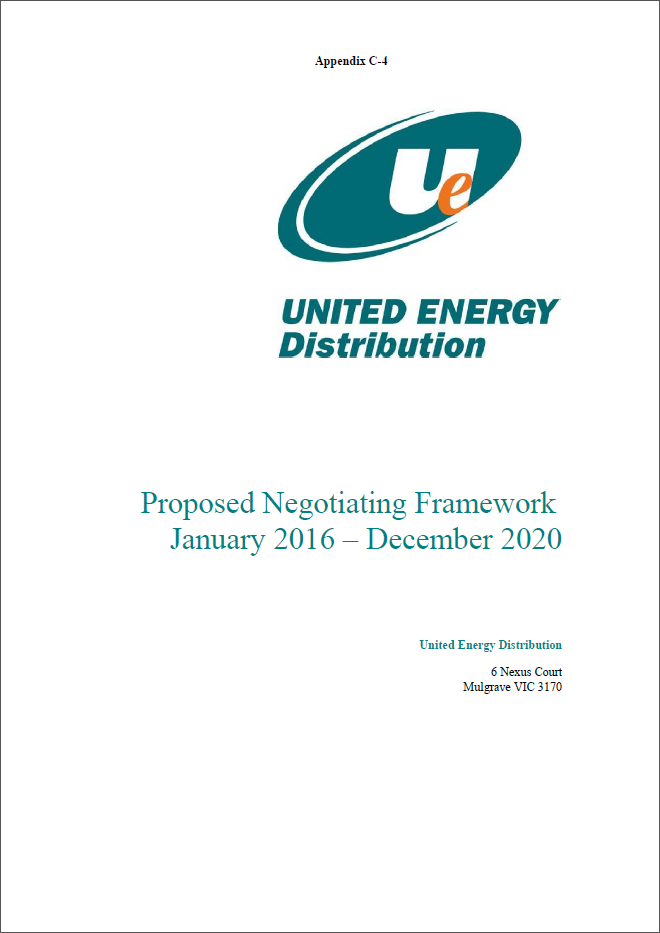 Appendix C-4
Ue
UNITED ENERGY
Distribution
Proposed Negotiating Framework
January 2016 – December 2020
United Energy Distribution
6 Nexus Court
Mulgrave VIC 3170